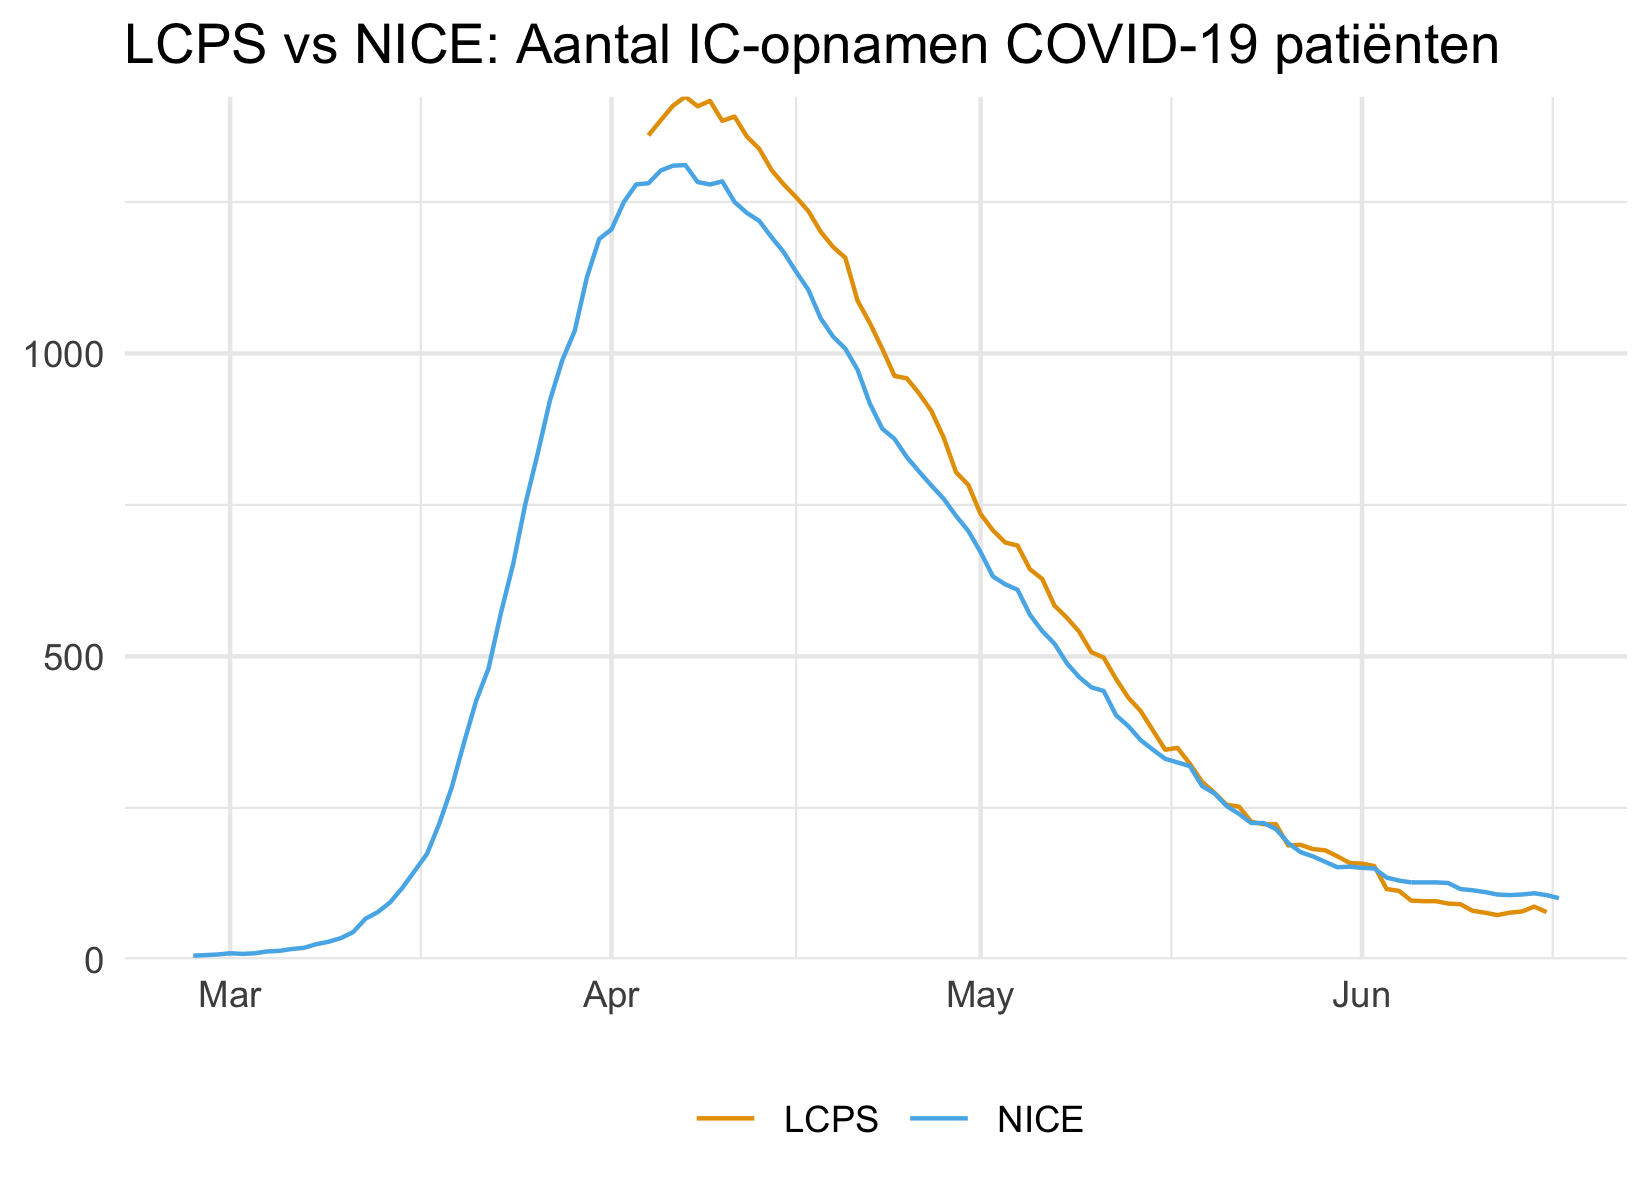 LCPS vs NICE: Aantal IC-opnamen COVID-19 patiënten
1000
500
0
Mar Apr May Jun
LCPS NICE